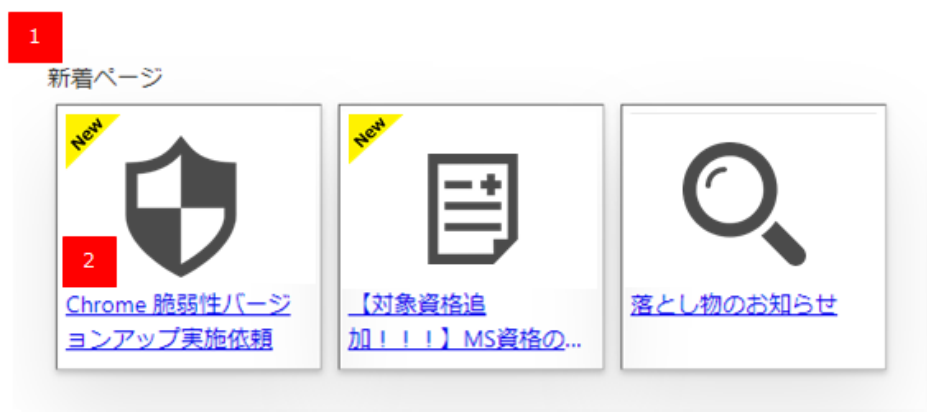 1
新着ページ
New
2
Chrome 脆弱性バージ
ョンアップ実施依頼
New
【対象資格追
加！！！】MS資格の...
落とし物のお知らせ